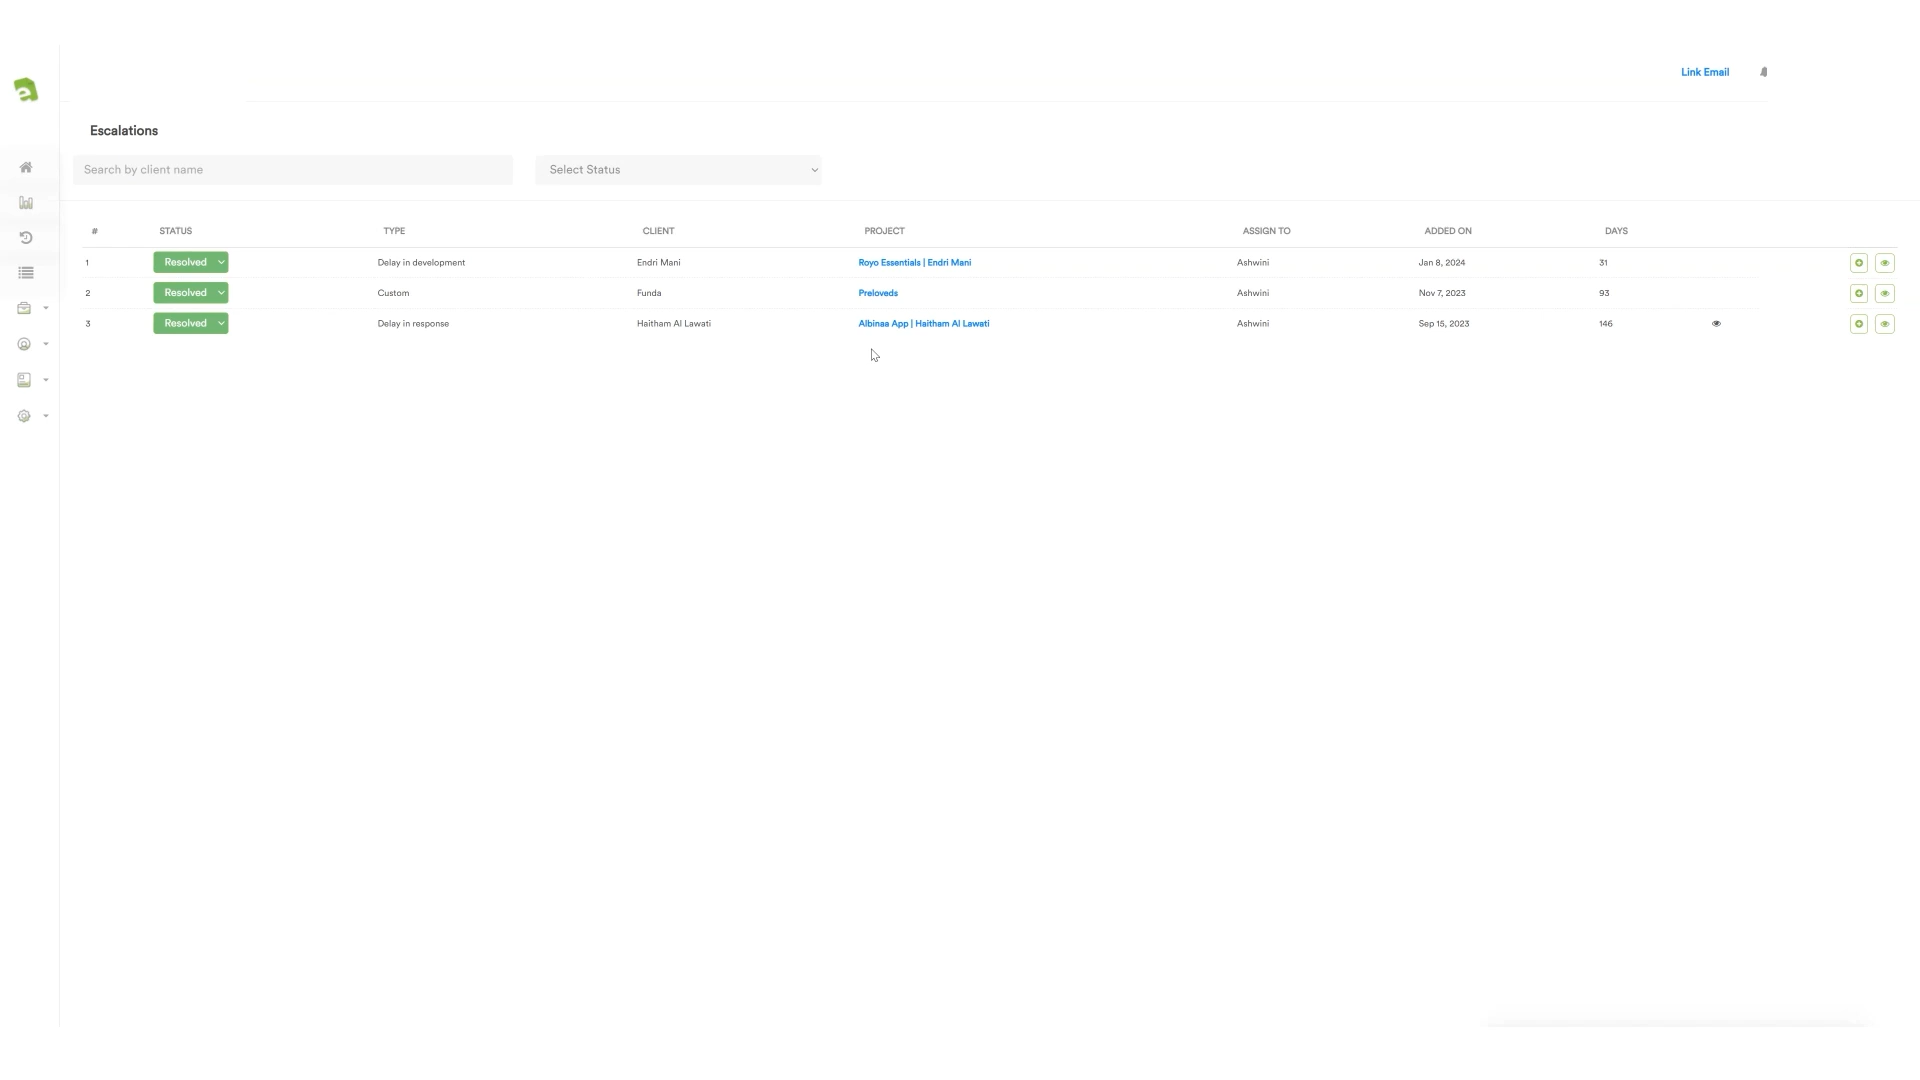 Link Email
Escalations
Search by client name Select Status
# STATUS TYPE CLIENT PROJECT ASSIGN TO ADDED ON DAYS
1 Resolved Delay in development Endri Mani Royo Essentials | Endri Mani Ashwini Jan 8, 2024 31
2 Resolved Custom Funda Preloveds Ashwini Nov 7, 2023 93
3 Resolved Delay in response Haitham Al Lawati Albinaa App | Haitham Al Lawati Ashwini Sep 15, 2023 146